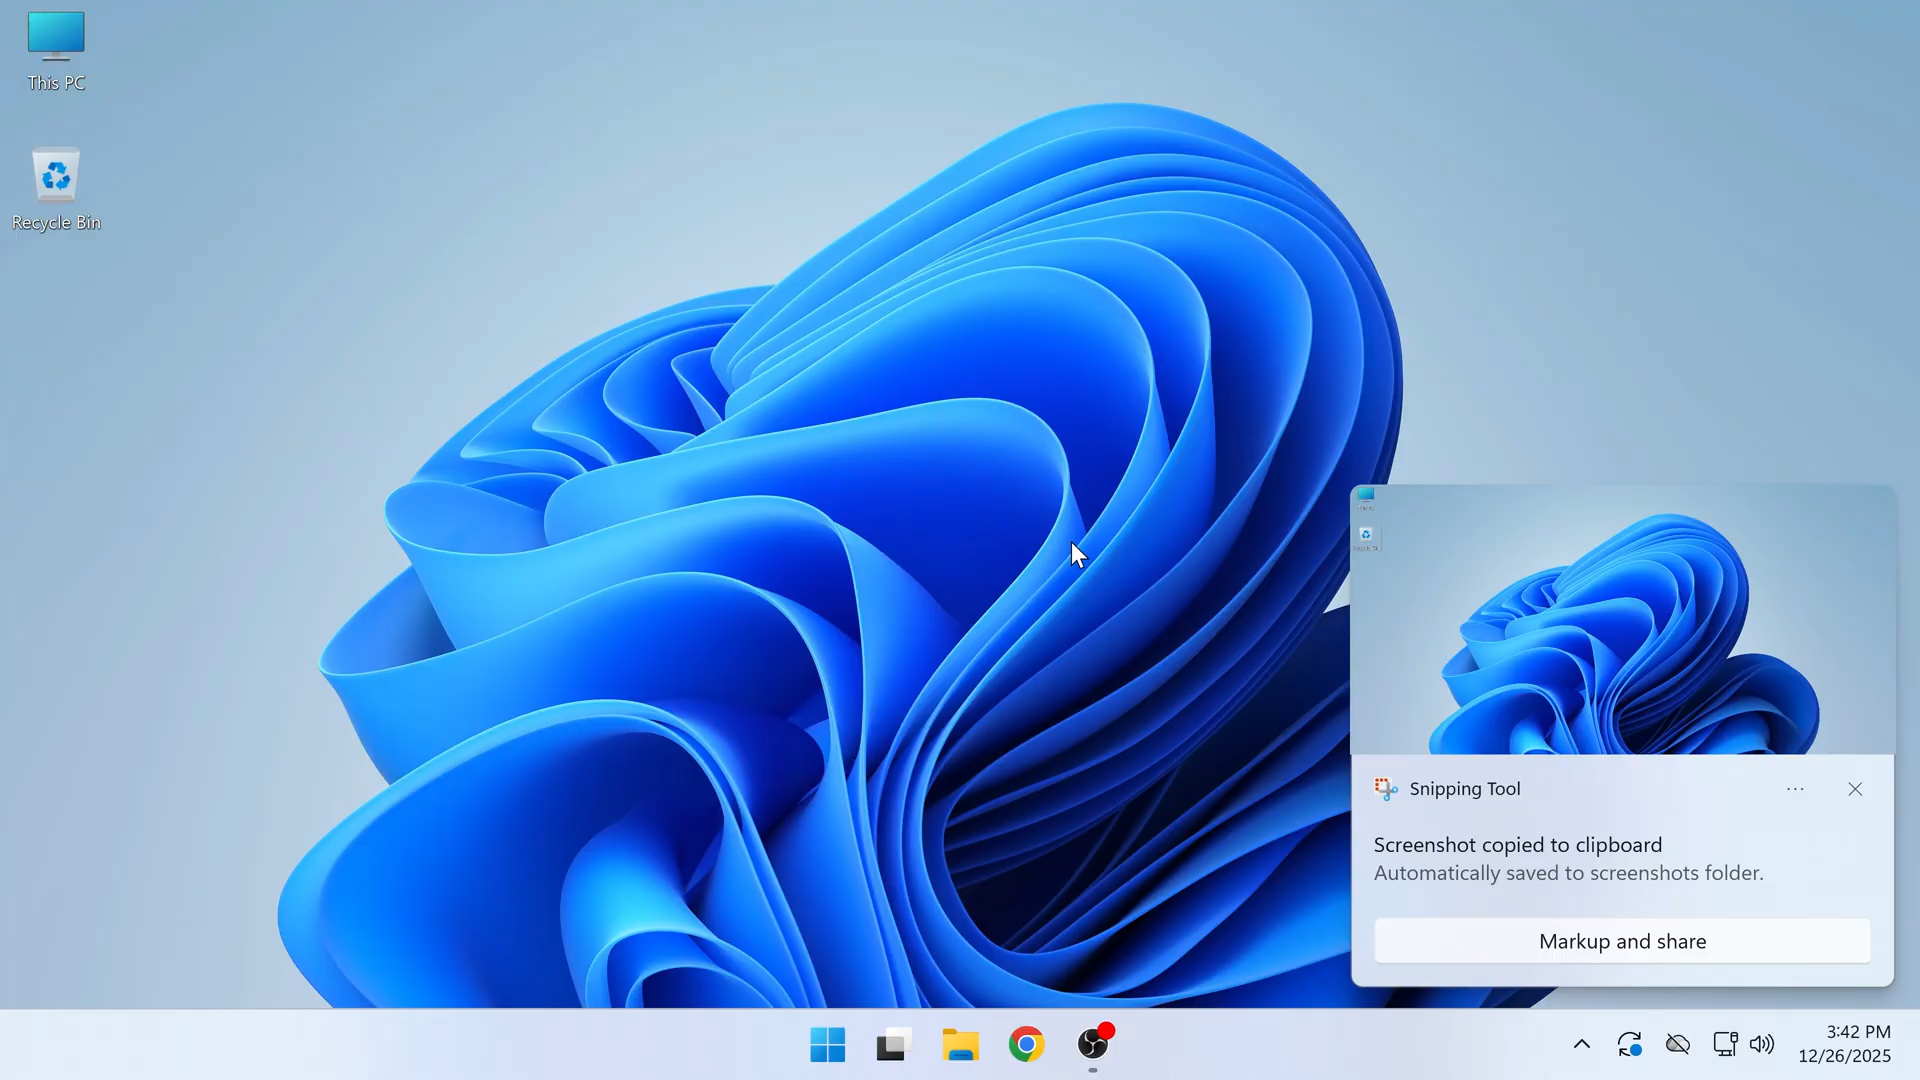 This PC
Recycle Bin
Snipping Tool
Screenshot copied to clipboard
Automatically saved to screenshots folder.
Markup and share
3:42 PM
12/26/2025